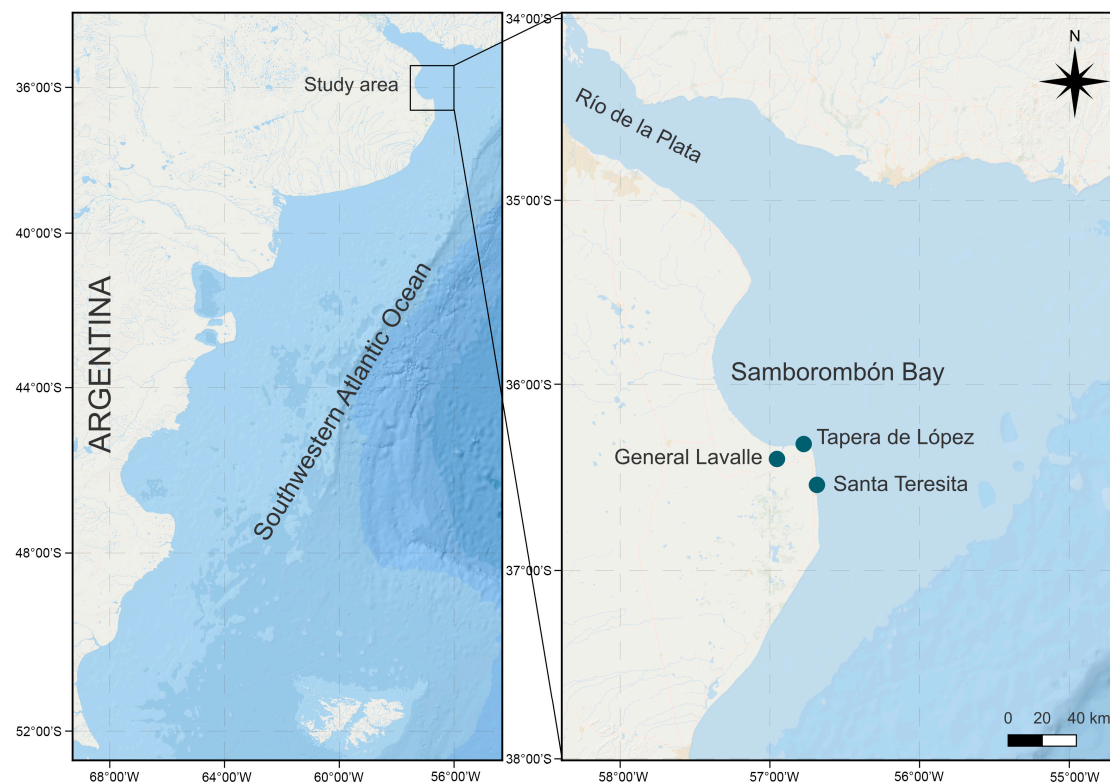 Study area
ARGENTINA
Southwestern Atlantic Ocean
36°00'S
40°00'S
44°00'S
48°00'S
52°00'S
68°00'W
64°00'W
60°00'W
56°00'W
N
Río de la Plata
Samborombón Bay
Tapera de López
General Lavalle
Santa Teresita
0 20 40 km
34°00'S
35°00'S
36°00'S
37°00'S
38°00'S
58°00'W
57°00'W
56°00'W
55°00'W